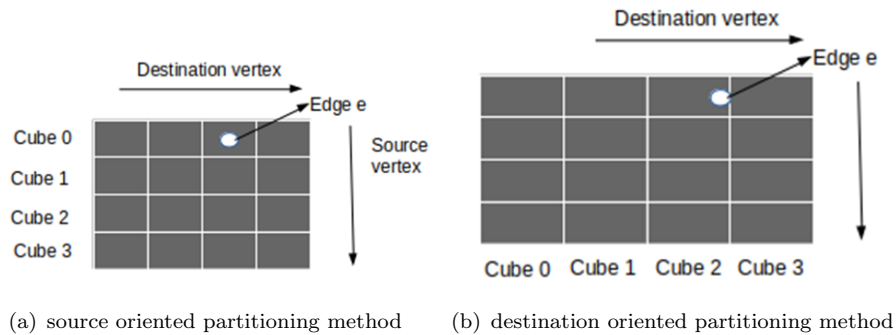 Destination vertex
Edge e
Cube 0
Cube 1
Cube 2
Cube 3
Source
vertex
(a) source oriented partitioning method
Destination vertex
Edge e
Cube 0 Cube 1 Cube 2 Cube 3
(b) destination oriented partitioning method